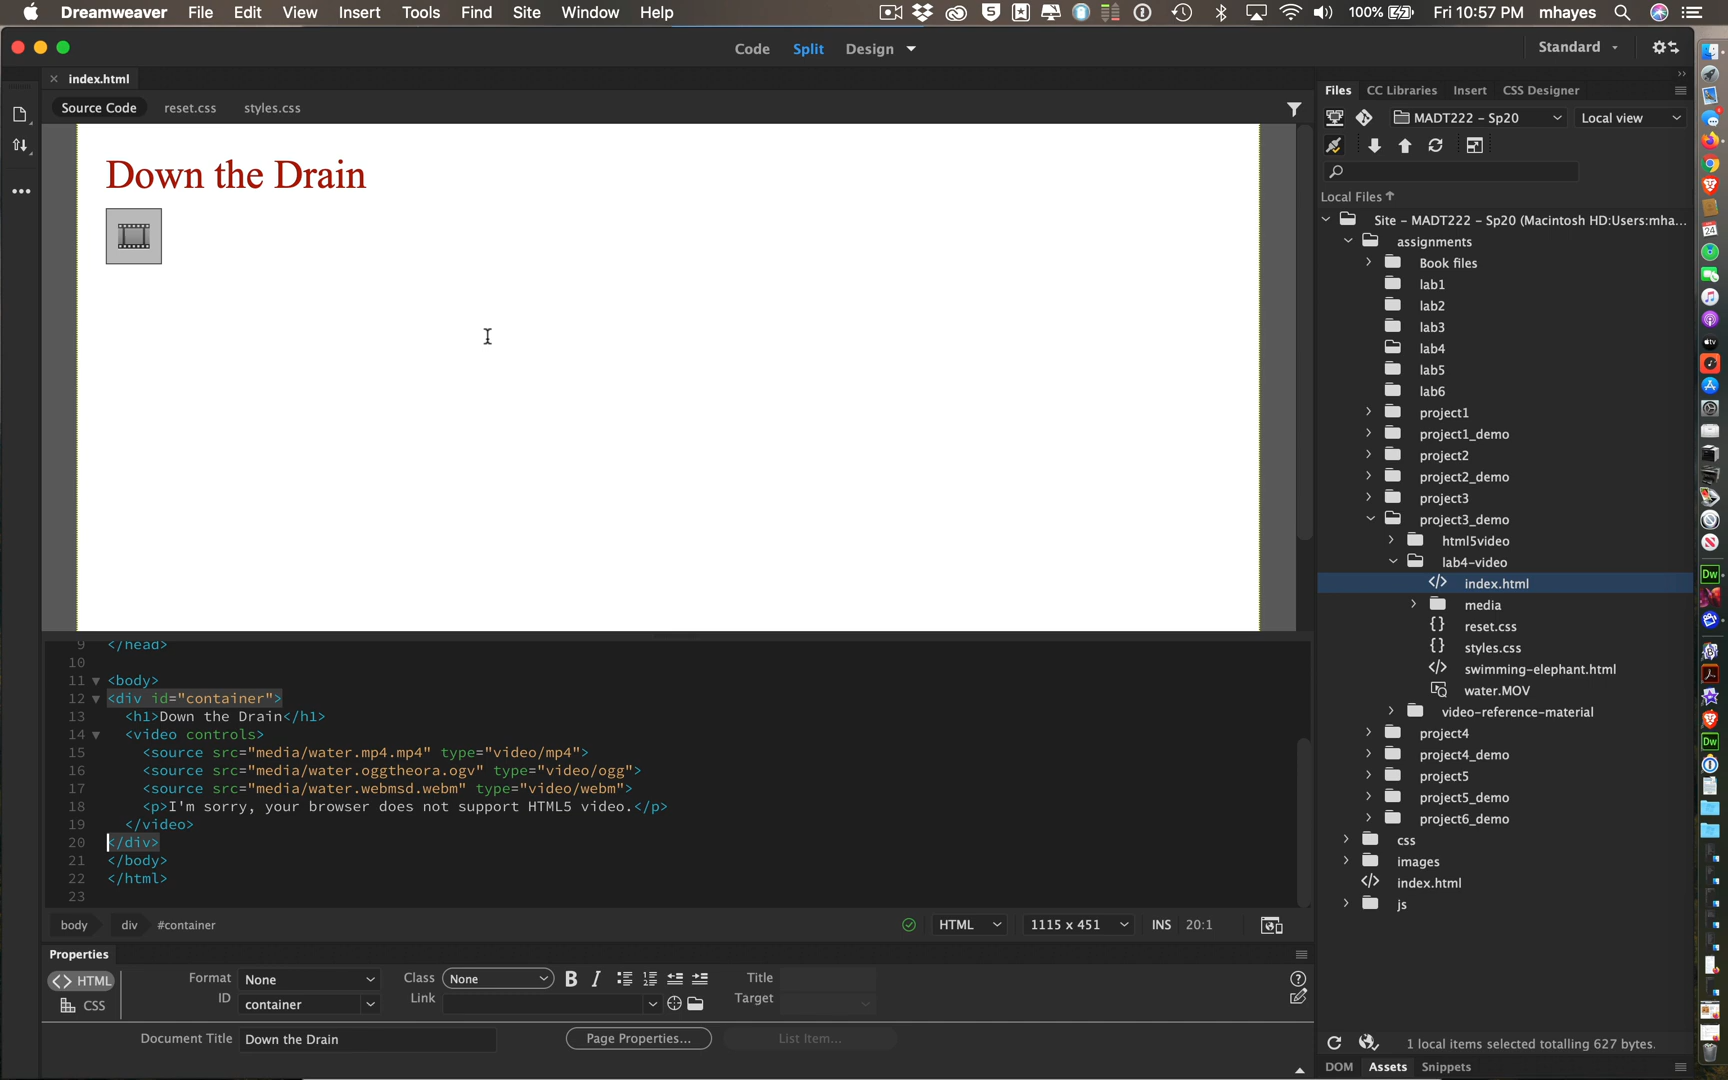 Dreamweaver File Edit View Insert Tools Find Site Window Help 100% Fri 10:57 PM mhayes
Code Split Design Standard
index.html
Source Code reset.css styles.css
Down the Drain
9 </head>
10
11 <body>
12 <div id="container">
13 <h1>Down the Drain</h1>
14 <video controls>
15 <source src="media/water.mp4.mp4" type="video/mp4">
16 <source src="media/water.oggtheora.ogv" type="video/ogg">
17 <source src="media/water.webmsd.webm" type="video/webm">
18 <p>I'm sorry, your browser does not support HTML5 video.</p>
19 </video>
20 </div>
21 </body>
22 </html>
23
body div #container HTML 1115 x 451 INS 20:1
Properties
<> HTML Format None Class None B I Title
CSS ID container Link Target
Document Title Down the Drain Page Properties... List Item...
Files CC Libraries Insert CSS Designer
MADT222 - Sp20 Local view
Local Files
Site - MADT222 - Sp20 (Macintosh HD:Users:mha...
assignments
Book files
lab1
lab2
lab3
lab4
lab5
lab6
project1
project1_demo
project2
project2_demo
project3
project3_demo
html5video
lab4-video
index.html
media
reset.css
styles.css
swimming-elephant.html
water.MOV
video-reference-material
project4
project4_demo
project5
project5_demo
project6_demo
css
images
index.html
js
1 local items selected totalling 627 bytes.
DOM Assets Snippets